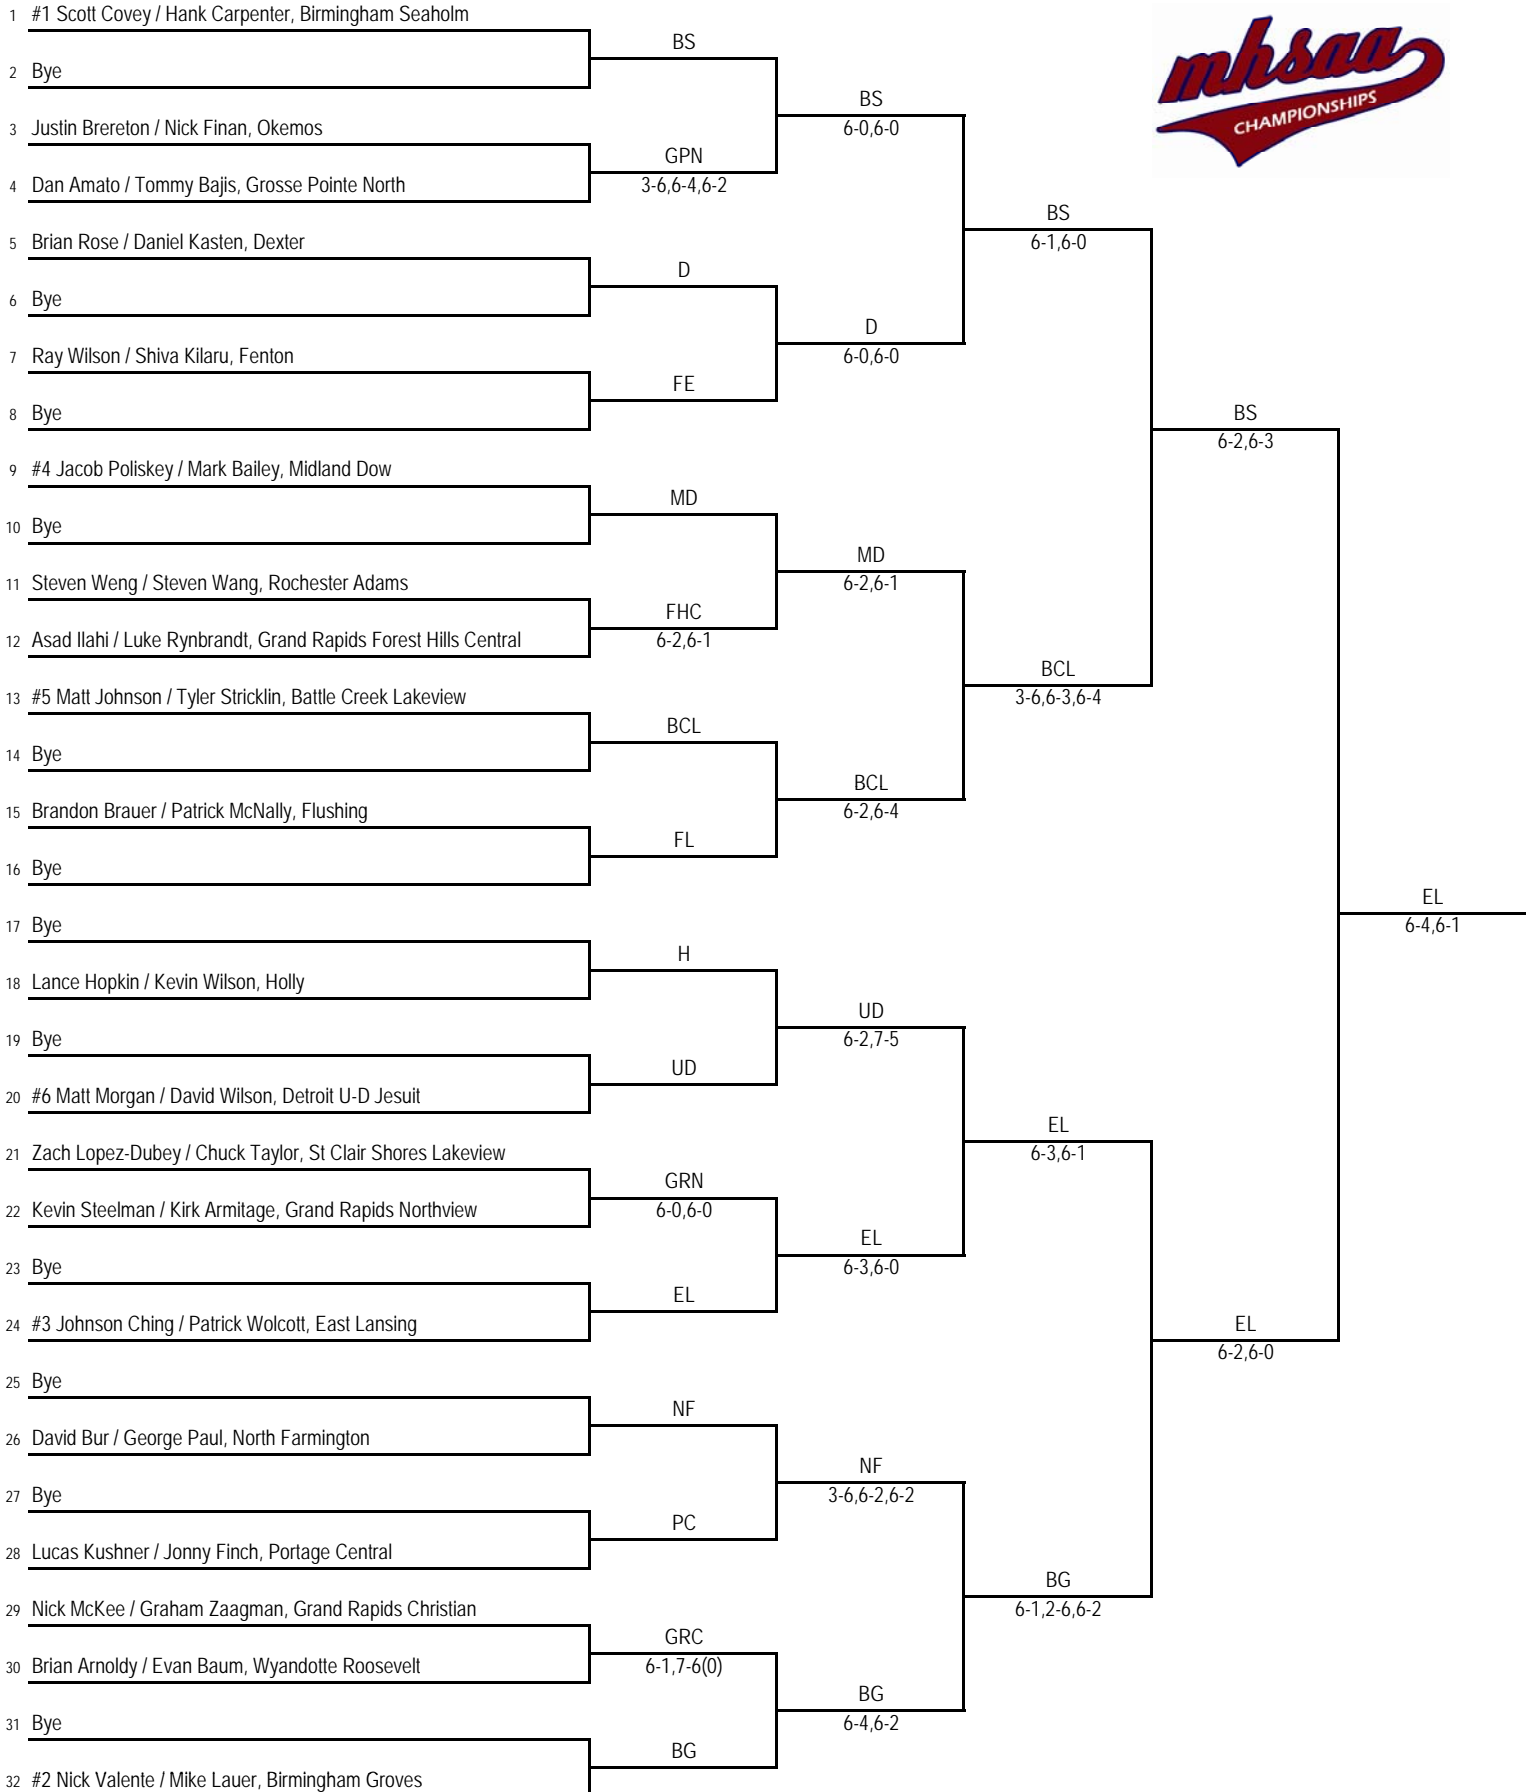 1 #1 Scott Covey / Hank Carpenter, Birmingham Seaholm
2 Bye
3 Justin Brereton / Nick Finan, Okemos
4 Dan Amato / Tommy Bajis, Grosse Pointe North
5 Brian Rose / Daniel Kasten, Dexter
6 Bye
7 Ray Wilson / Shiva Kilaru, Fenton
8 Bye
9 #4 Jacob Poliskey / Mark Bailey, Midland Dow
10 Bye
11 Steven Weng / Steven Wang, Rochester Adams
12 Asad Ilahi / Luke Rynbrandt, Grand Rapids Forest Hills Central
13 #5 Matt Johnson / Tyler Stricklin, Battle Creek Lakeview
14 Bye
15 Brandon Brauer / Patrick McNally, Flushing
16 Bye
17 Bye
18 Lance Hopkin / Kevin Wilson, Holly
19 Bye
20 #6 Matt Morgan / David Wilson, Detroit U-D Jesuit
21 Zach Lopez-Dubey / Chuck Taylor, St Clair Shores Lakeview
22 Kevin Steelman / Kirk Armitage, Grand Rapids Northview
23 Bye
24 #3 Johnson Ching / Patrick Wolcott, East Lansing
25 Bye
26 David Bur / George Paul, North Farmington
27 Bye
28 Lucas Kushner / Jonny Finch, Portage Central
29 Nick McKee / Graham Zaagman, Grand Rapids Christian
30 Brian Arnoldy / Evan Baum, Wyandotte Roosevelt
31 Bye
32 #2 Nick Valente / Mike Lauer, Birmingham Groves
BS
GPN
3-6,6-4,6-2
D
FE
MD
FHC
6-2,6-1
BCL
FL
H
UD
GRN
6-0,6-0
EL
NF
PC
GRC
6-1,7-6(0)
BG
BS
6-0,6-0
D
6-0,6-0
MD
6-2,6-1
BCL
6-2,6-4
UD
6-2,7-5
EL
6-3,6-0
NF
3-6,6-2,6-2
BG
6-4,6-2
BS
6-1,6-0
BCL
3-6,6-3,6-4
EL
6-3,6-1
BG
6-1,2-6,6-2
BS
6-2,6-3
EL
6-2,6-0
EL
6-4,6-1
mhsaa
CHAMPIONSHIPS